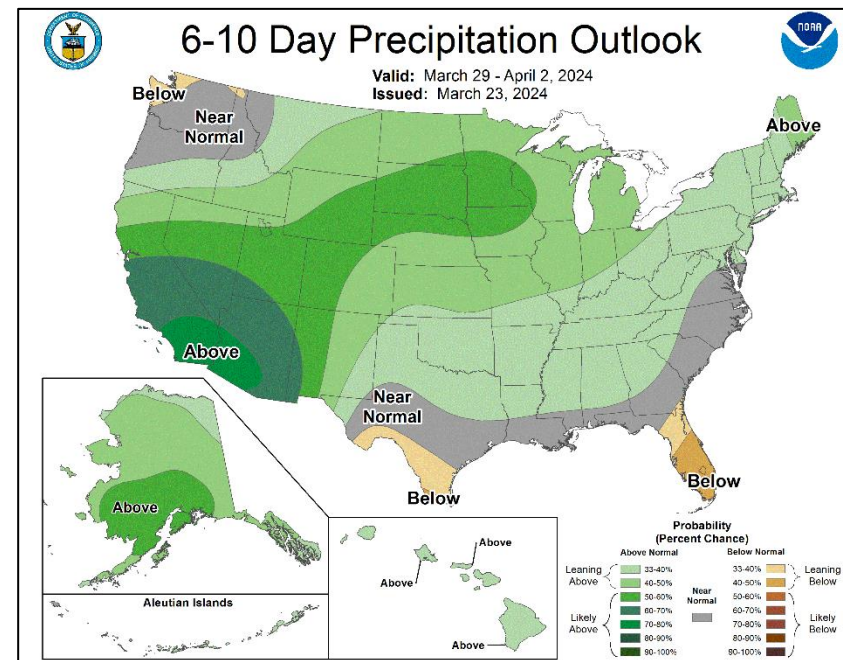 6-10 Day Precipitation Outlook
Valid: March 29 - April 2, 2024
Issued: March 23, 2024
NOAA
Below
Near
Normal
Above
Above
Near
Normal
Below
Below
Above
Aleutian Islands
Above
Above
Above
Probability
(Percent Chance)
Above Normal
Below Normal
Leaning
Above
33-40%
40-50%
Likely
Above
50-60%
60-70%
70-80%
80-90%
90-100%
Near
Normal
33-40%
40-50%
Leaning
Below
50-60%
60-70%
70-80%
80-90%
90-100%
Likely
Below